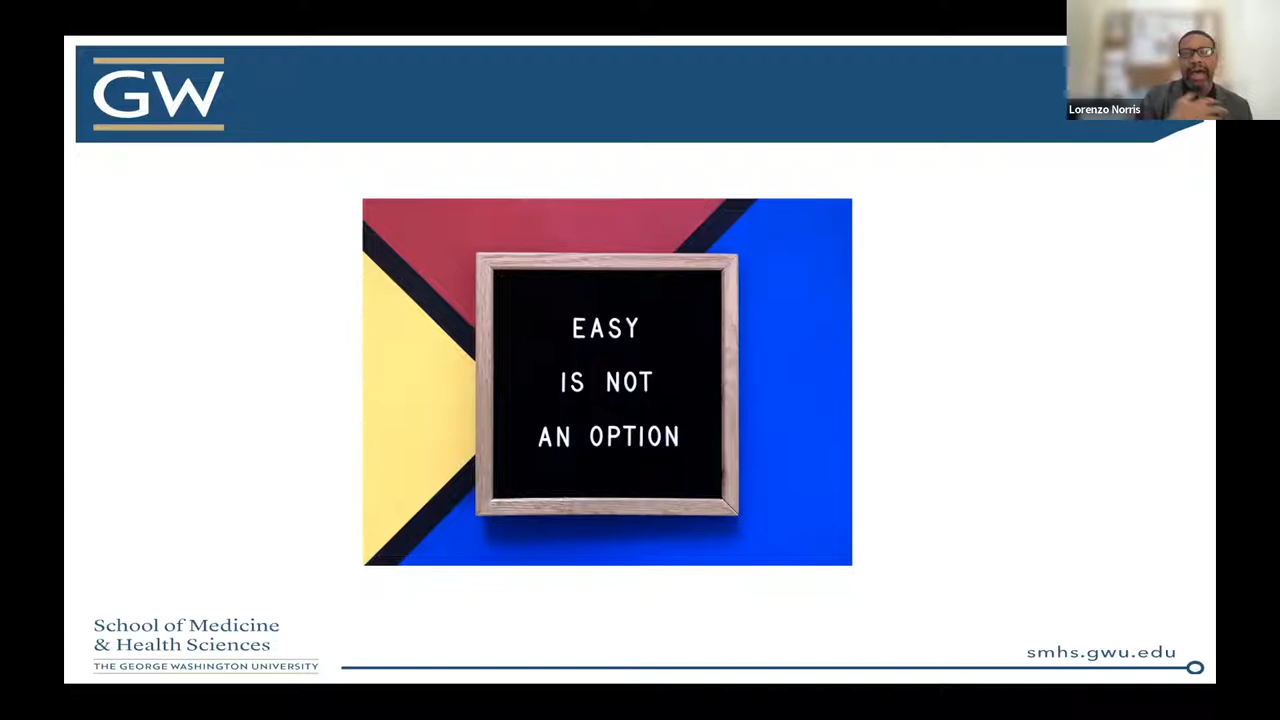 GW
Lorenzo Norris
EASY
IS NOT
AN OPTION
School of Medicine
& Health Sciences
THE GEORGE WASHINGTON UNIVERSITY
smhs.gwu.edu